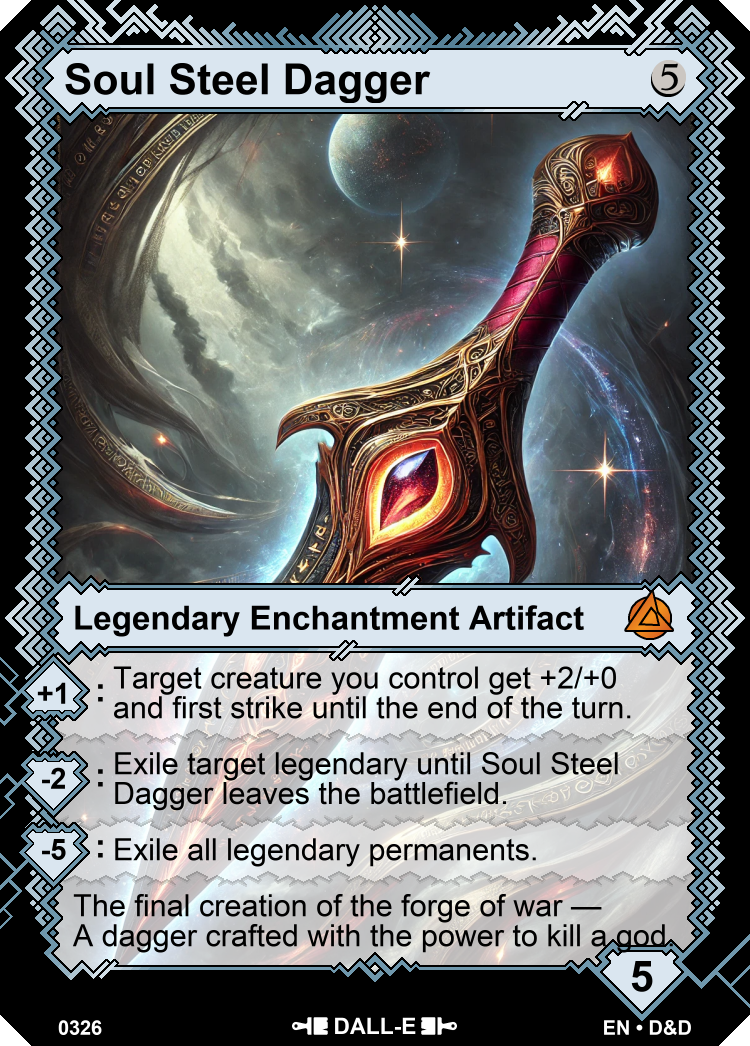 Soul Steel Dagger 5
Legendary Enchantment Artifact
+1 : Target creature you control get +2/+0
and first strike until the end of the turn.
-2 : Exile target legendary until Soul Steel
Dagger leaves the battlefield.
-5 : Exile all legendary permanents.
The final creation of the forge of war —
A dagger crafted with the power to kill a god.
5
0326 DALL-E EN • D&D